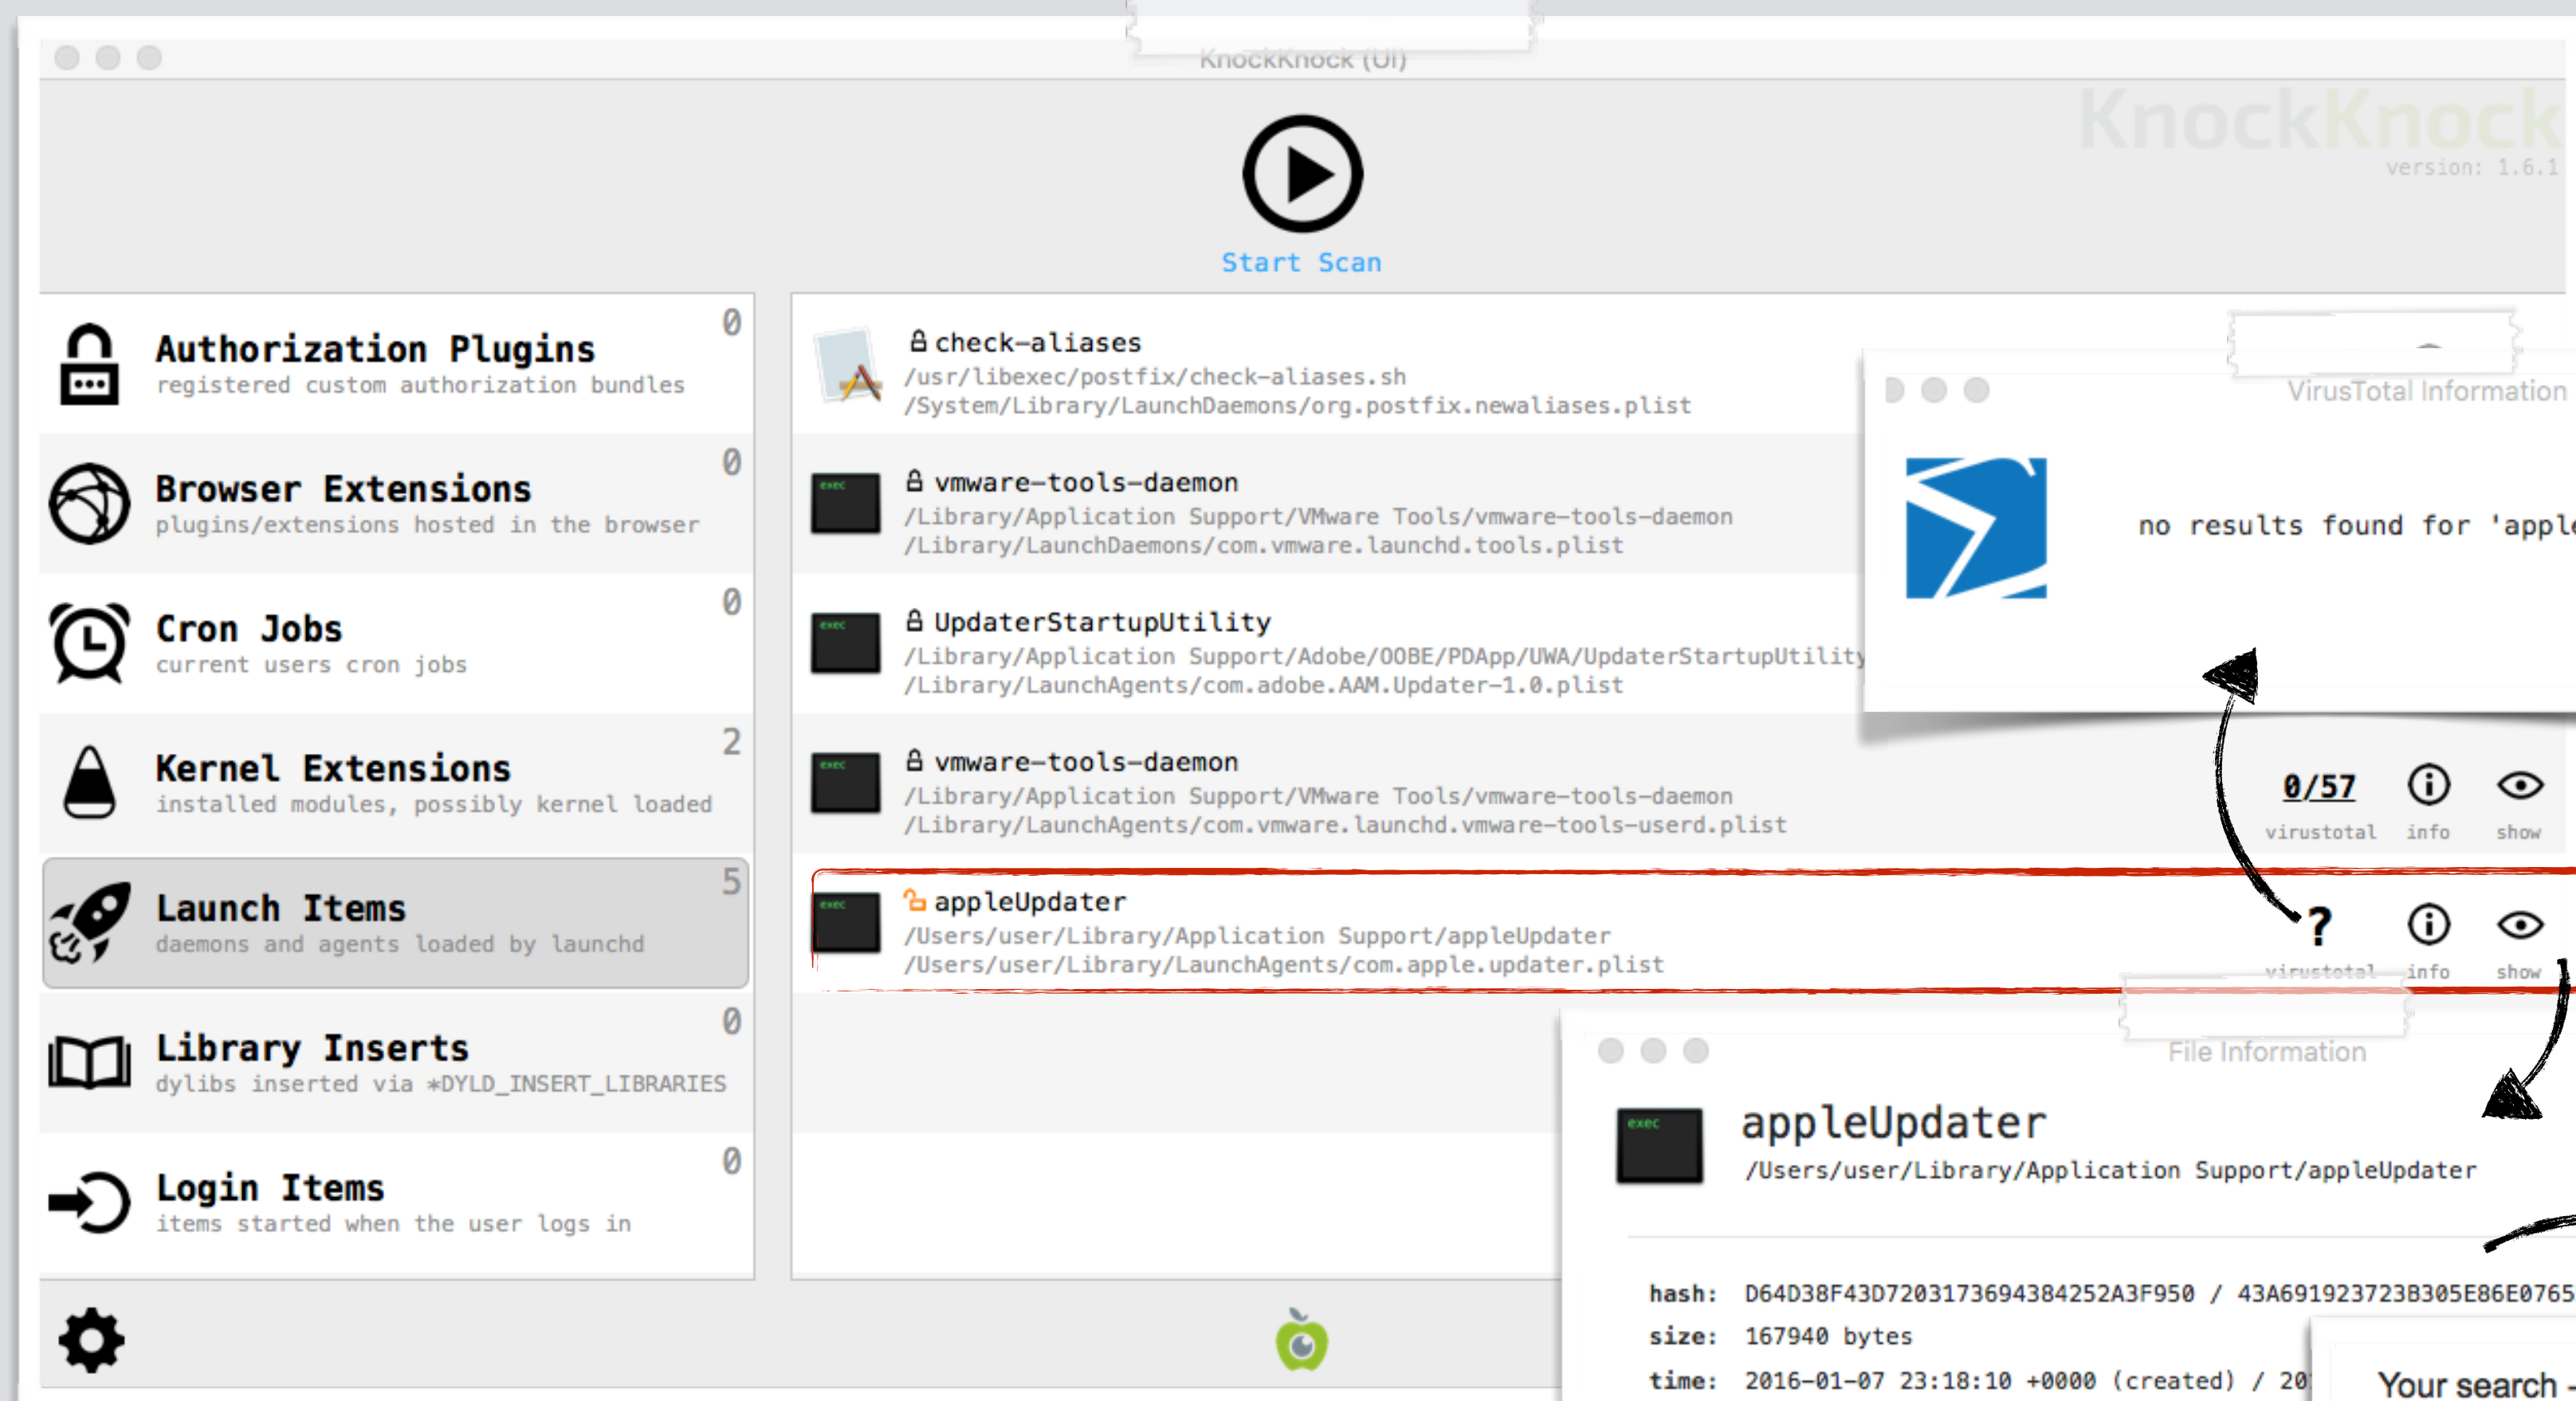 KnockKnock (UI)
KnockKnock
version: 1.6.1
Start Scan
0
Authorization Plugins
registered custom authorization bundles
0
Browser Extensions
plugins/extensions hosted in the browser
0
Cron Jobs
current users cron jobs
2
Kernel Extensions
installed modules, possibly kernel loaded
5
Launch Items
daemons and agents loaded by launchd
0
Library Inserts
dylibs inserted via *DYLD_INSERT_LIBRARIES
0
Login Items
items started when the user logs in
check-aliases
/usr/libexec/postfix/check-aliases.sh
/System/Library/LaunchDaemons/org.postfix.newaliases.plist
exec
vmware-tools-daemon
/Library/Application Support/VMware Tools/vmware-tools-daemon
/Library/LaunchDaemons/com.vmware.launchd.tools.plist
exec
UpdaterStartupUtility
/Library/Application Support/Adobe/OOBE/PDApp/UWA/UpdaterStartupUtility
/Library/LaunchAgents/com.adobe.AAM.Updater-1.0.plist
exec
vmware-tools-daemon
/Library/Application Support/VMware Tools/vmware-tools-daemon
/Library/LaunchAgents/com.vmware.launchd.vmware-tools-userd.plist
0/57
virustotal info show
exec
appleUpdater
/Users/user/Library/Application Support/appleUpdater
/Users/user/Library/LaunchAgents/com.apple.updater.plist
?
virustotal info show
VirusTotal Information
no results found for 'apple
File Information
exec
appleUpdater
/Users/user/Library/Application Support/appleUpdater
hash: D64D38F43D7203173694384252A3F950 / 43A691923723B305E86E0765
size: 167940 bytes
time: 2016-01-07 23:18:10 +0000 (created) / 20
Your search -